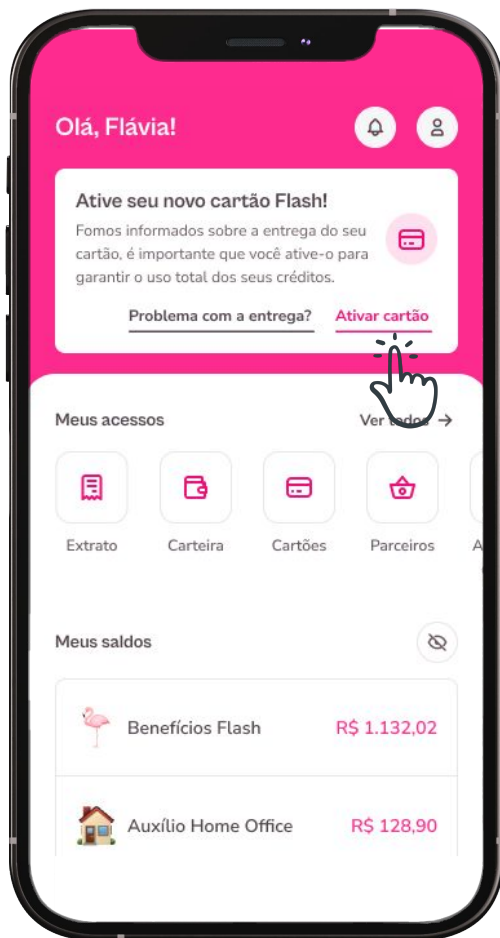 Olá, Flávia!
Ative seu novo cartão Flash!
Fomos informados sobre a entrega do seu
cartão, é importante que você ative-o para
garantir o uso total dos seus créditos.
Problema com a entrega? Ativar cartão
Meus acessos Ver todos →
Extrato Carteira Cartões Parceiros A
Meus saldos
Benefícios Flash R$ 1.132,02
Auxílio Home Office R$ 128,90